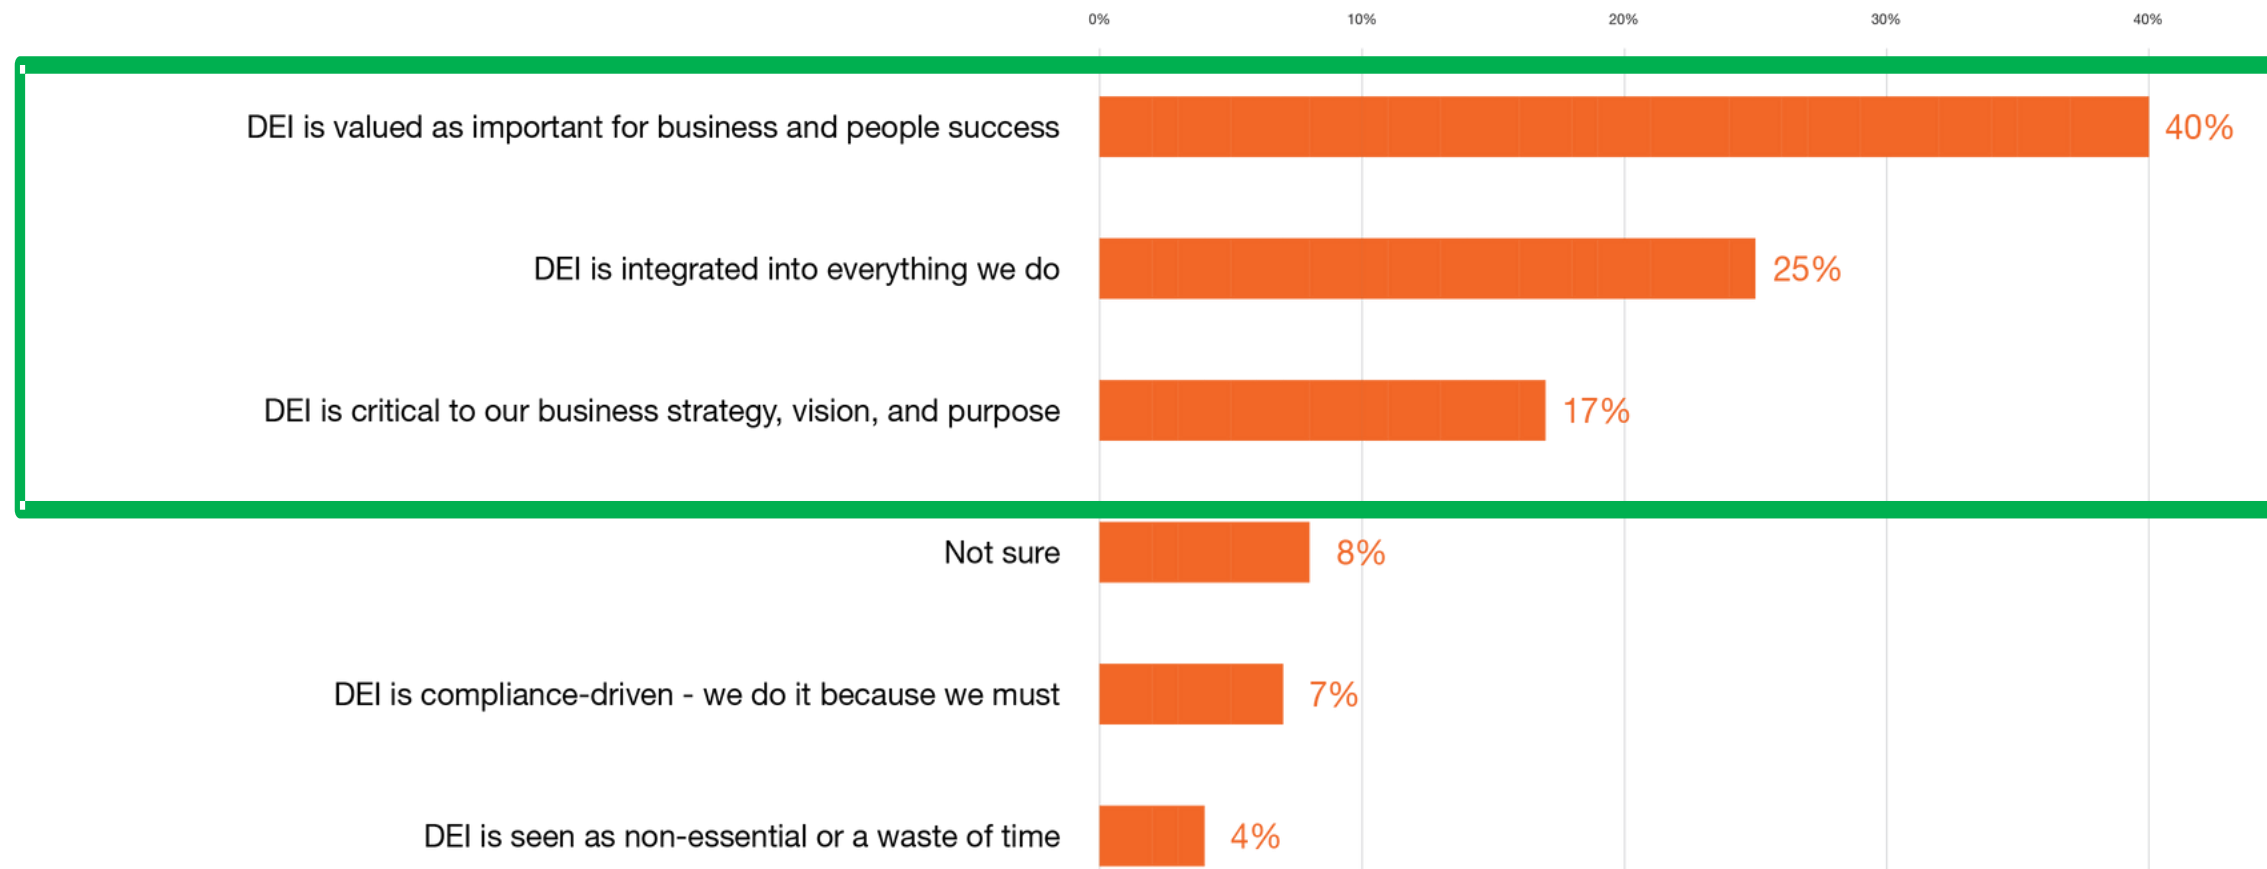 0% 10% 20% 30% 40%
DEI is valued as important for business and people success 40%
DEI is integrated into everything we do 25%
DEI is critical to our business strategy, vision, and purpose 17%
Not sure 8%
DEI is compliance-driven - we do it because we must 7%
DEI is seen as non-essential or a waste of time 4%